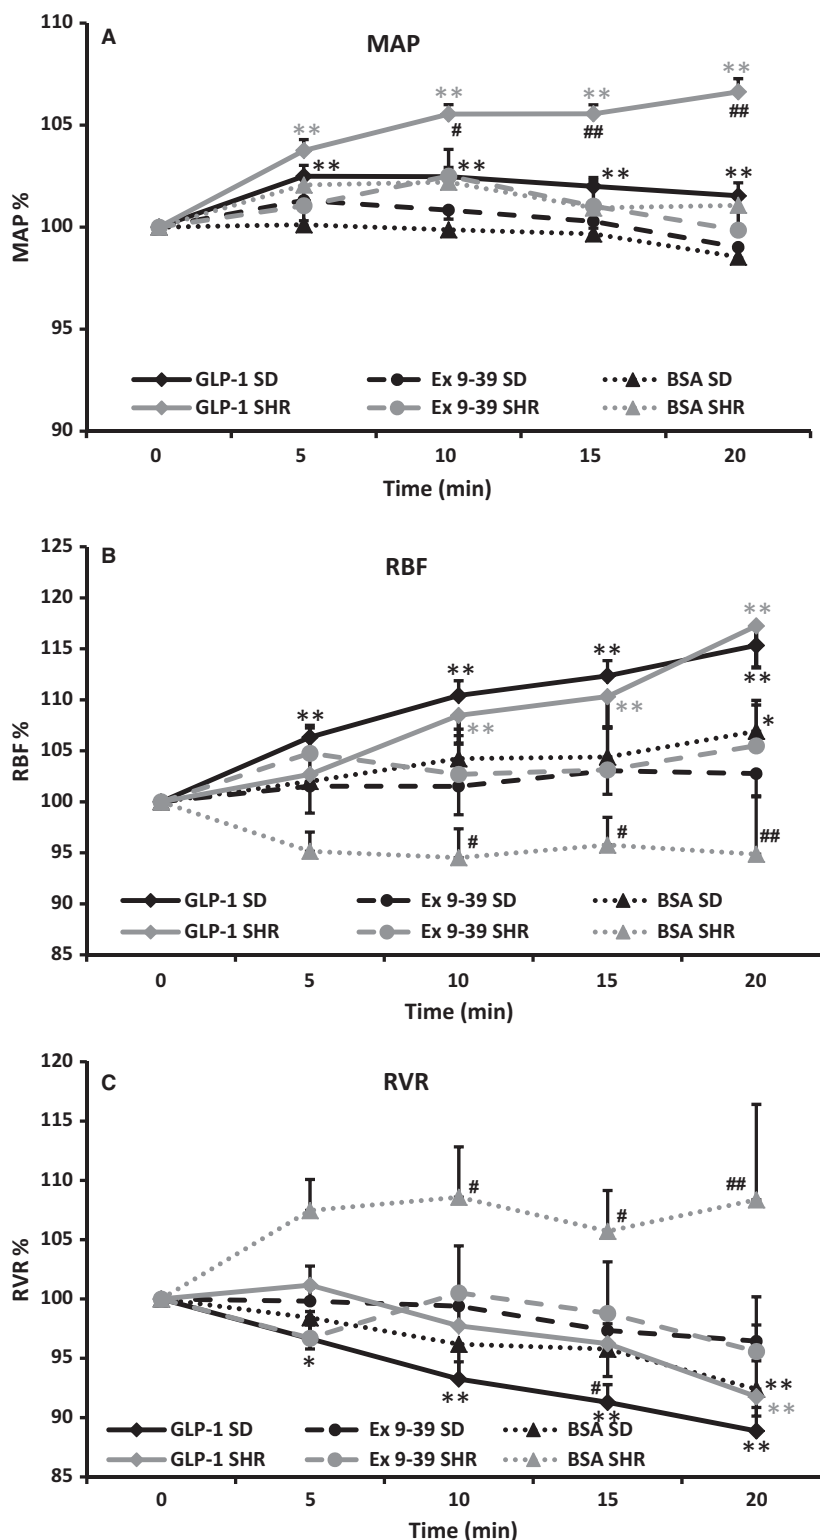 A MAP
110
105
100
95
90
MAP %
** ** ** **
# ## ##
** ** ** **
GLP-1 SD Ex 9-39 SD BSA SD
GLP-1 SHR Ex 9-39 SHR BSA SHR
0 5 10 15 20
Time (min)
B RBF
125
120
115
110
105
100
95
90
85
RBF %
** ** ** **
** ** **
*
# # ##
GLP-1 SD Ex 9-39 SD BSA SD
GLP-1 SHR Ex 9-39 SHR BSA SHR
0 5 10 15 20
Time (min)
C RVR
120
115
110
105
100
95
90
85
RVR %
# # ##
* ** # ** **
** **
GLP-1 SD Ex 9-39 SD BSA SD
GLP-1 SHR Ex 9-39 SHR BSA SHR
0 5 10 15 20
Time (min)